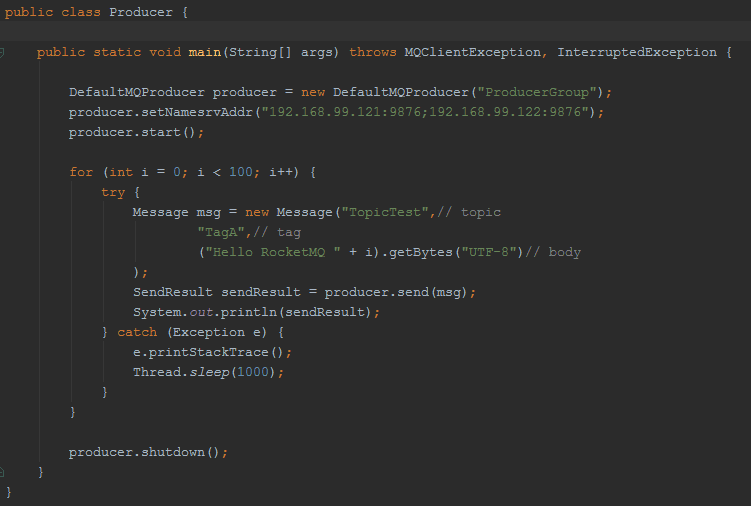 public class Producer {
public static void main(String[] args) throws MQClientException, InterruptedException {
DefaultMQProducer producer = new DefaultMQProducer("ProducerGroup");
producer.setNamesrvAddr("192.168.99.121:9876;192.168.99.122:9876");
producer.start();
for (int i = 0; i < 100; i++) {
try {
Message msg = new Message("TopicTest",// topic
"TagA",// tag
("Hello RocketMQ " + i).getBytes("UTF-8")// body
);
SendResult sendResult = producer.send(msg);
System.out.println(sendResult);
} catch (Exception e) {
e.printStackTrace();
Thread.sleep(1000);
}
}
producer.shutdown();
}
}